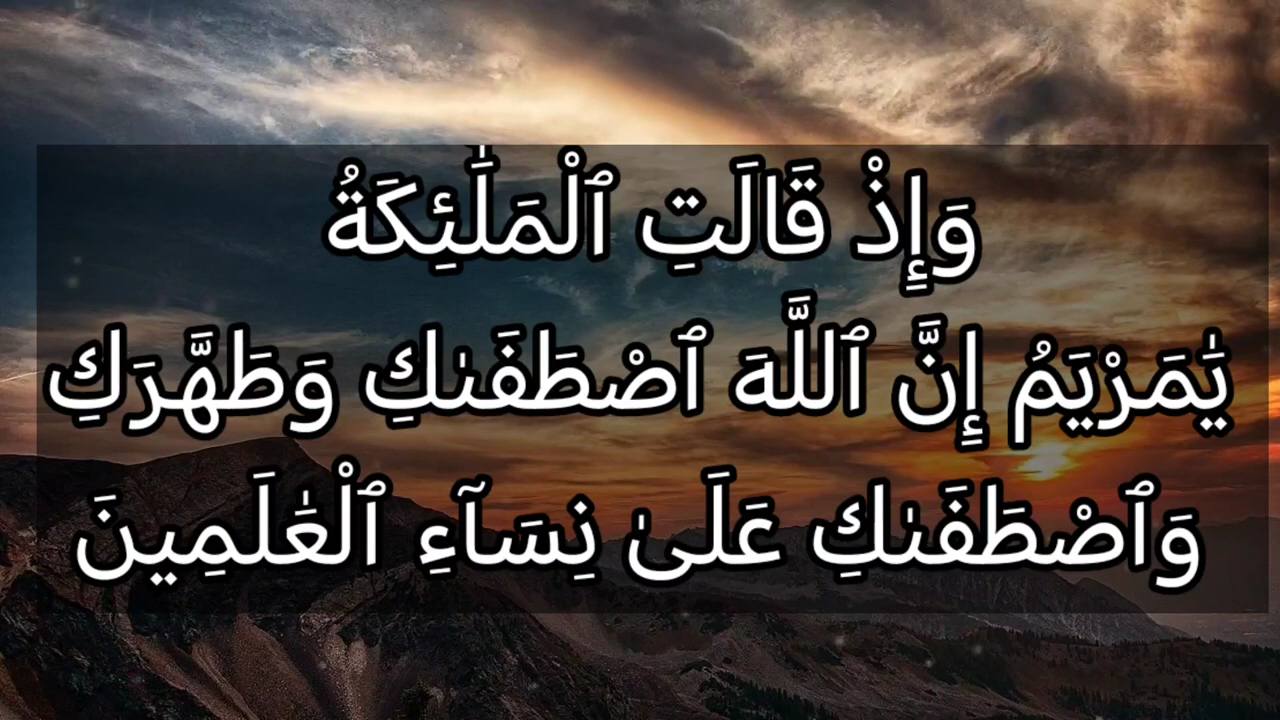 وَإِذْ قَالَتِ ٱلْمَلَٰٓئِكَةُ
يَٰمَرْيَمُ إِنَّ ٱللَّهَ ٱصْطَفَىٰكِ وَطَهَّرَكِ
وَٱصْطَفَىٰكِ عَلَىٰ نِسَآءِ ٱلْعَٰلَمِينَ